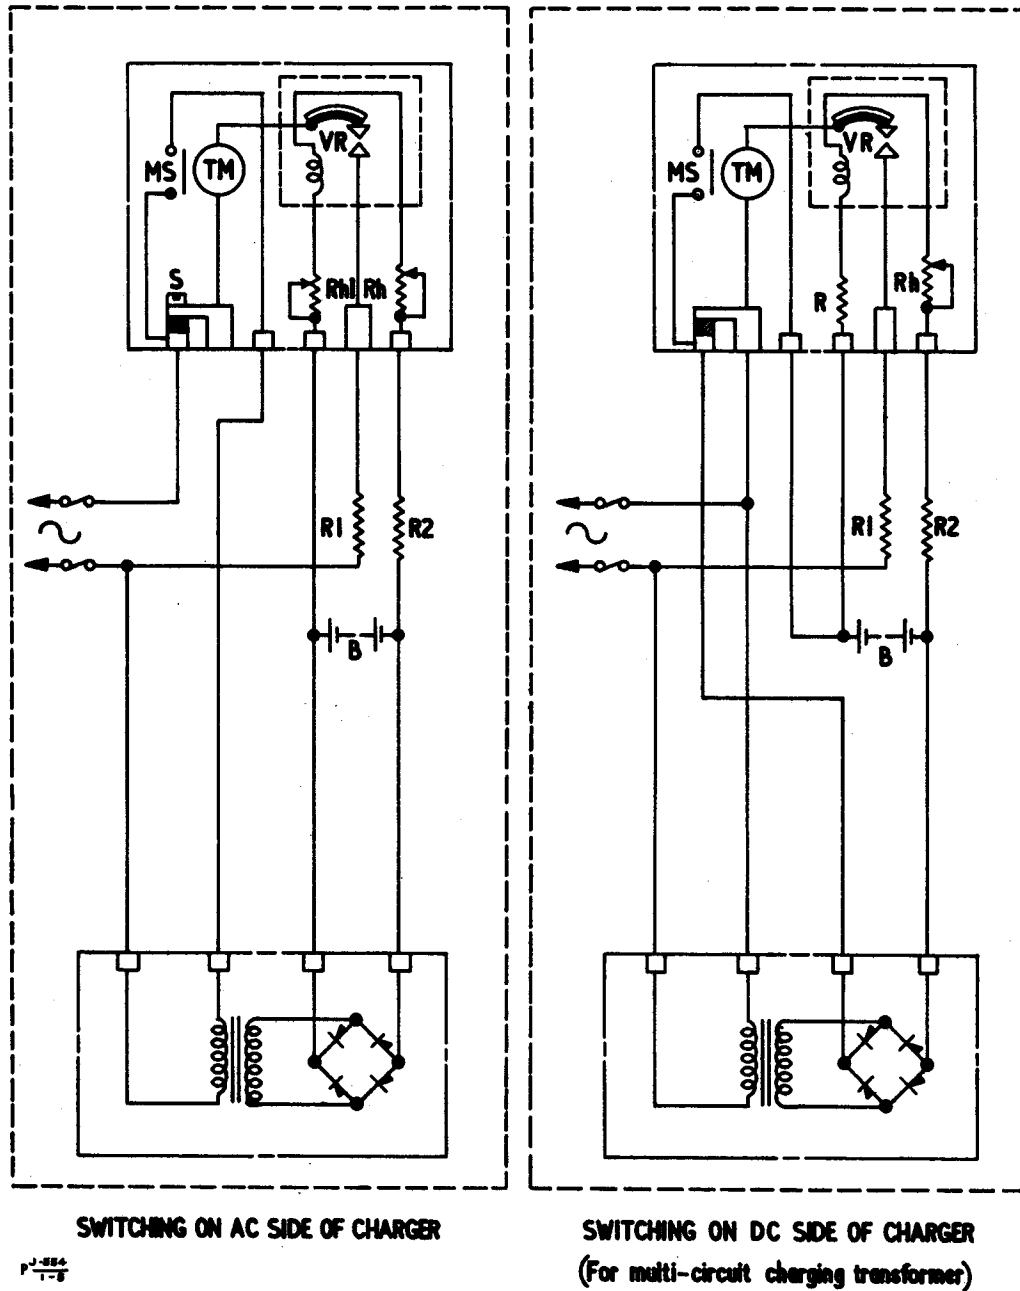 MS TM VR
S Rh1 Rh
R1 R2
B
MS TM VR
R Rh
R1 R2
B
SWITCHING ON AC SIDE OF CHARGER
SWITCHING ON DC SIDE OF CHARGER
(For multi-circuit charging transformer)